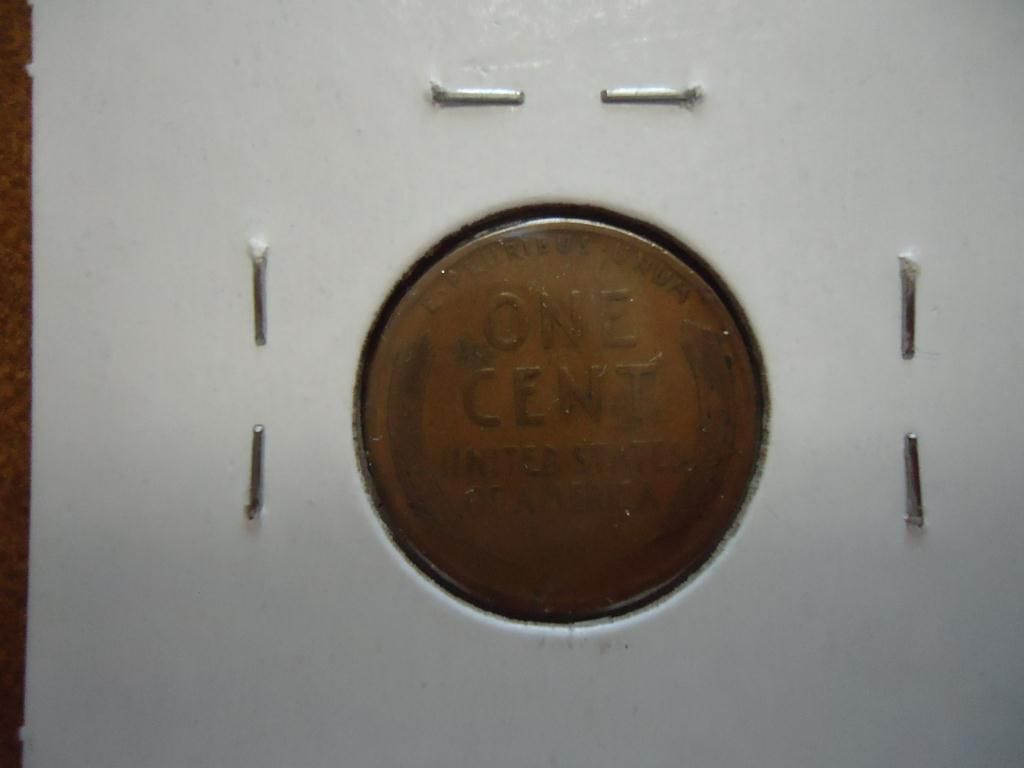 E PLURIBUS UNUM
ONE
CENT
UNITED STATES
OF AMERICA